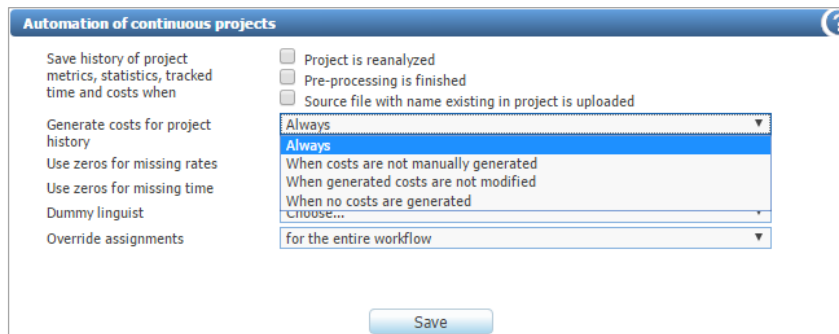 Automation of continuous projects
?
Save history of project
metrics, statistics, tracked
time and costs when
Project is reanalyzed
Pre-processing is finished
Source file with name existing in project is uploaded
Generate costs for project
history
Always
Always
When costs are not manually generated
When generated costs are not modified
When no costs are generated
Use zeros for missing rates
Use zeros for missing time
Dummy linguist
Choose...
Override assignments
for the entire workflow
Save